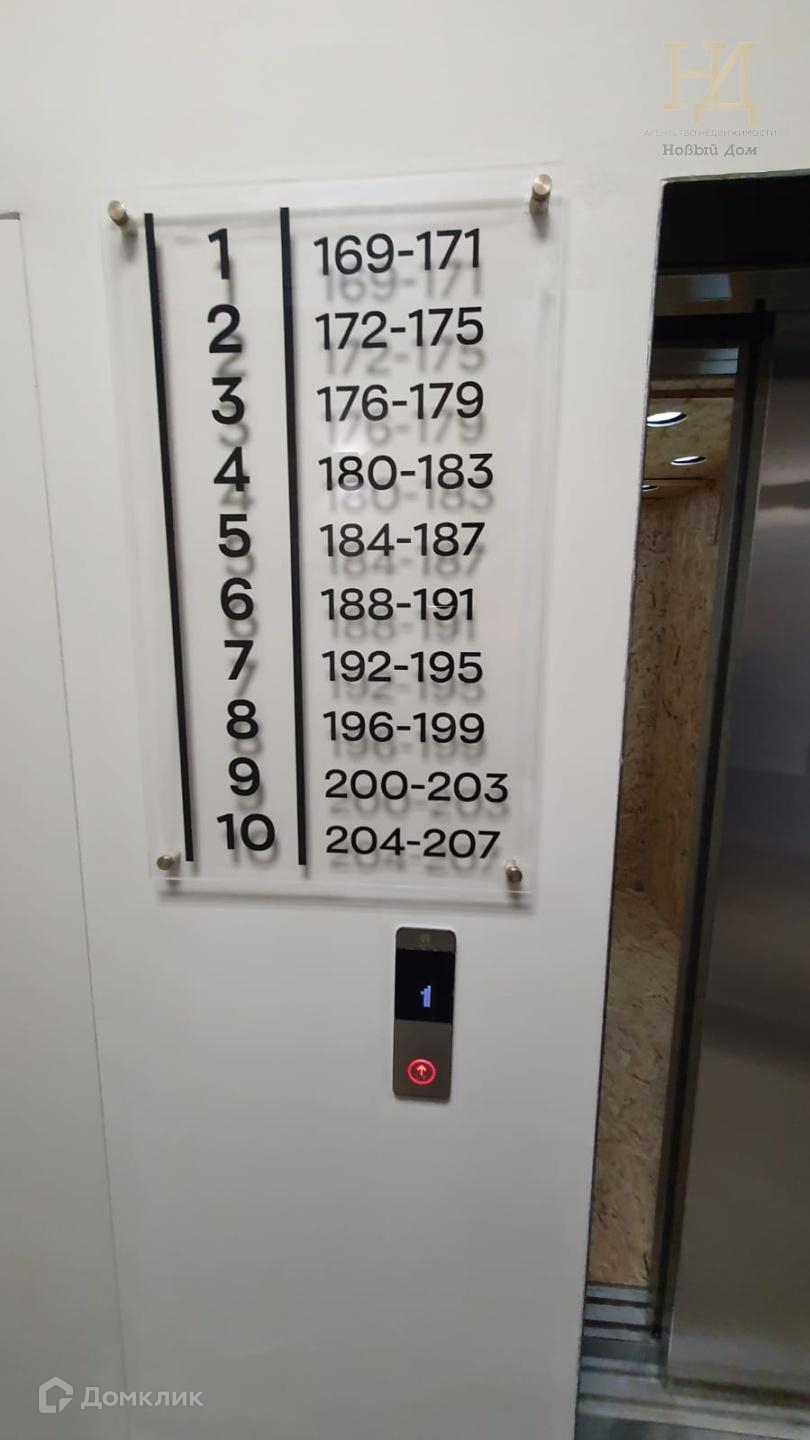 НД
АГЕНТСТВО НЕДВИЖИМОСТИ
Новый Дом
1 169-171
2 172-175
3 176-179
4 180-183
5 184-187
6 188-191
7 192-195
8 196-199
9 200-203
10 204-207
1
Домклик